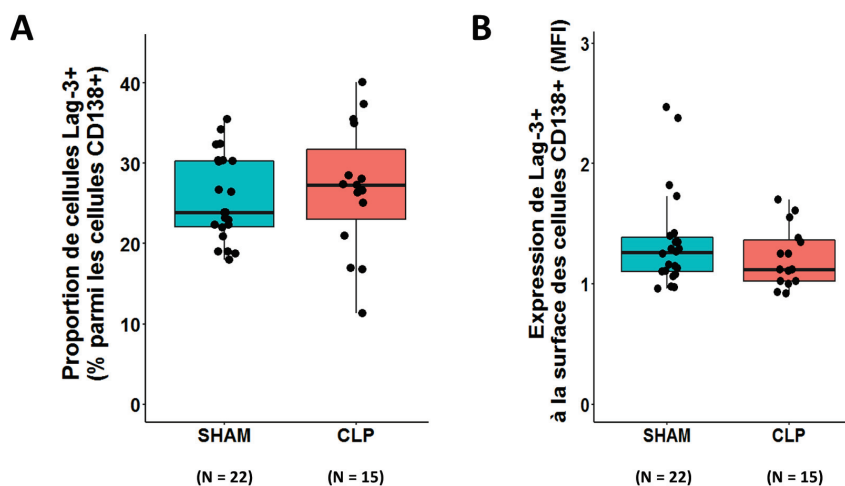 A
Proportion de cellules Lag-3+
(% parmi les cellules CD138+)
40
30
20
10
0
SHAM
CLP
(N = 22)
(N = 15)
B
Expression de Lag-3+
à la surface des cellules CD138+ (MFI)
3
2
1
0
SHAM
CLP
(N = 22)
(N = 15)